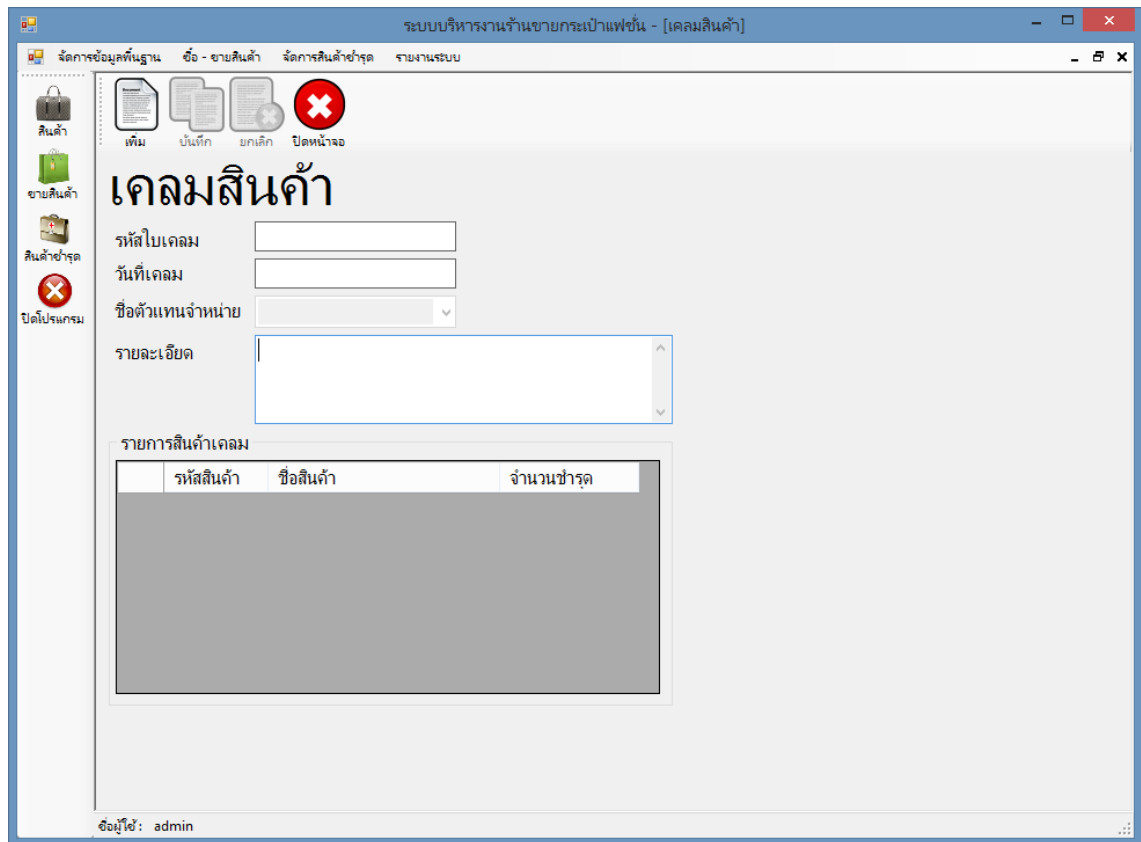 ระบบบริหารงานร้านขายกระเป๋าแฟชั่น - [เคลมสินค้า]
จัดการข้อมูลพื้นฐาน ซื้อ - ขายสินค้า จัดการสินค้าชำรุด รายงานระบบ
สินค้า
ขายสินค้า
สินค้าชำรุด
ปิดโปรแกรม
เพิ่ม บันทึก ยกเลิก ปิดหน้าจอ
เคลมสินค้า
รหัสใบเคลม
วันที่เคลม
ชื่อตัวแทนจำหน่าย
รายละเอียด
รายการสินค้าเคลม
รหัสสินค้า ชื่อสินค้า จำนวนชำรุด
ชื่อผู้ใช้: admin